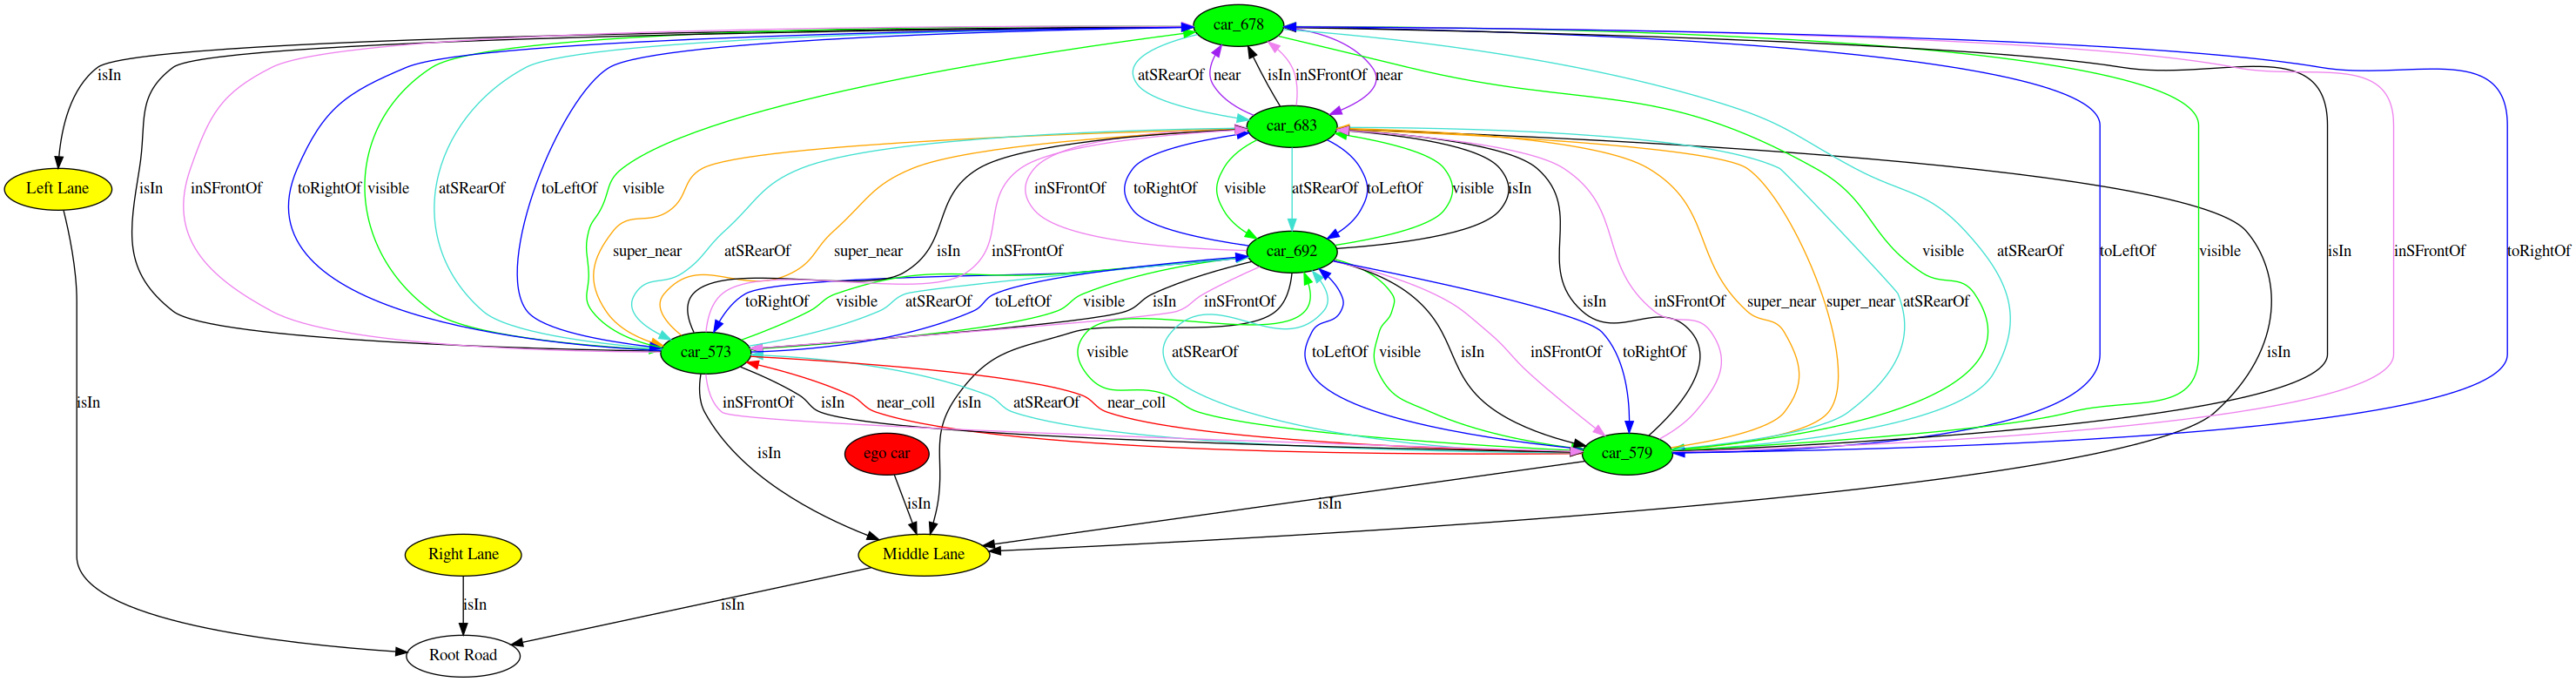 car_678
isIn
atSRearOf
near
isIn
inSFrontOf
near
car_683
Left Lane
isIn
inSFrontOf
toRightOf
visible
atSRearOf
toLeftOf
visible
inSFrontOf
toRightOf
visible
atSRearOf
toLeftOf
visible
isIn
super_near
atSRearOf
super_near
isIn
inSFrontOf
car_692
visible
atSRearOf
toLeftOf
visible
isIn
inSFrontOf
toRightOf
toRightOf
visible
atSRearOf
toLeftOf
visible
isIn
inSFrontOf
isIn
inSFrontOf
super_near
super_near
atSRearOf
car_573
visible
atSRearOf
toLeftOf
visible
isIn
inSFrontOf
toRightOf
isIn
isIn
inSFrontOf
isIn
near_coll
isIn
atSRearOf
near_coll
isIn
ego car
car_579
isIn
isIn
Right Lane
Middle Lane
isIn
isIn
Root Road